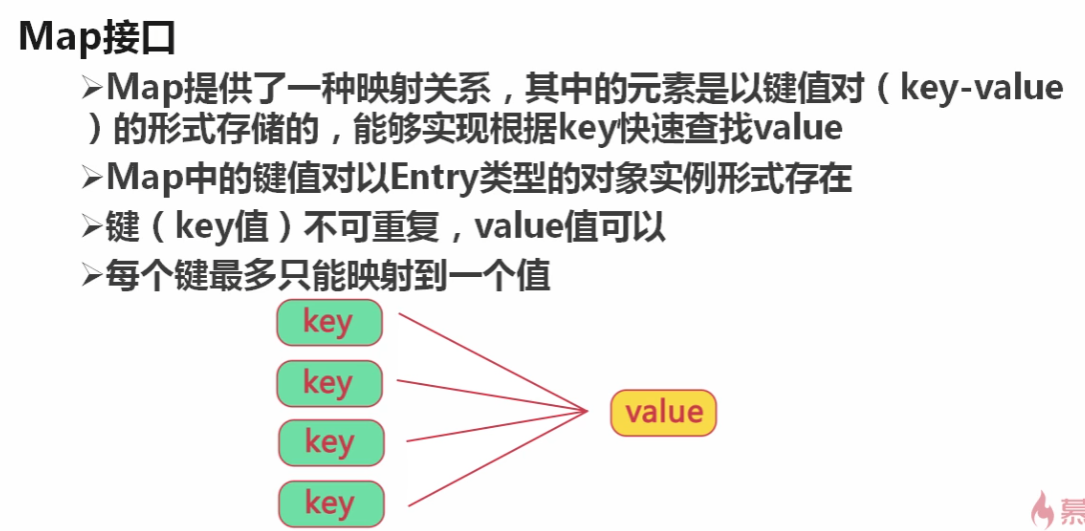 Map接口
➢Map提供了一种映射关系，其中的元素是以键值对（key-value
）的形式存储的，能够实现根据key快速查找value
➢Map中的键值对以Entry类型的对象实例形式存在
➢键（key值）不可重复，value值可以
➢每个键最多只能映射到一个值
key
key
value
key
key
慕